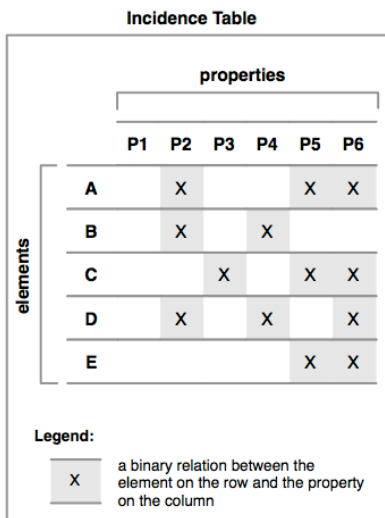 Incidence Table
properties
P1 P2 P3 P4 P5 P6
elements
A X X X
B X X
C X X X
D X X X
E X X
Legend:
X
a binary relation between the
element on the row and the property
on the column